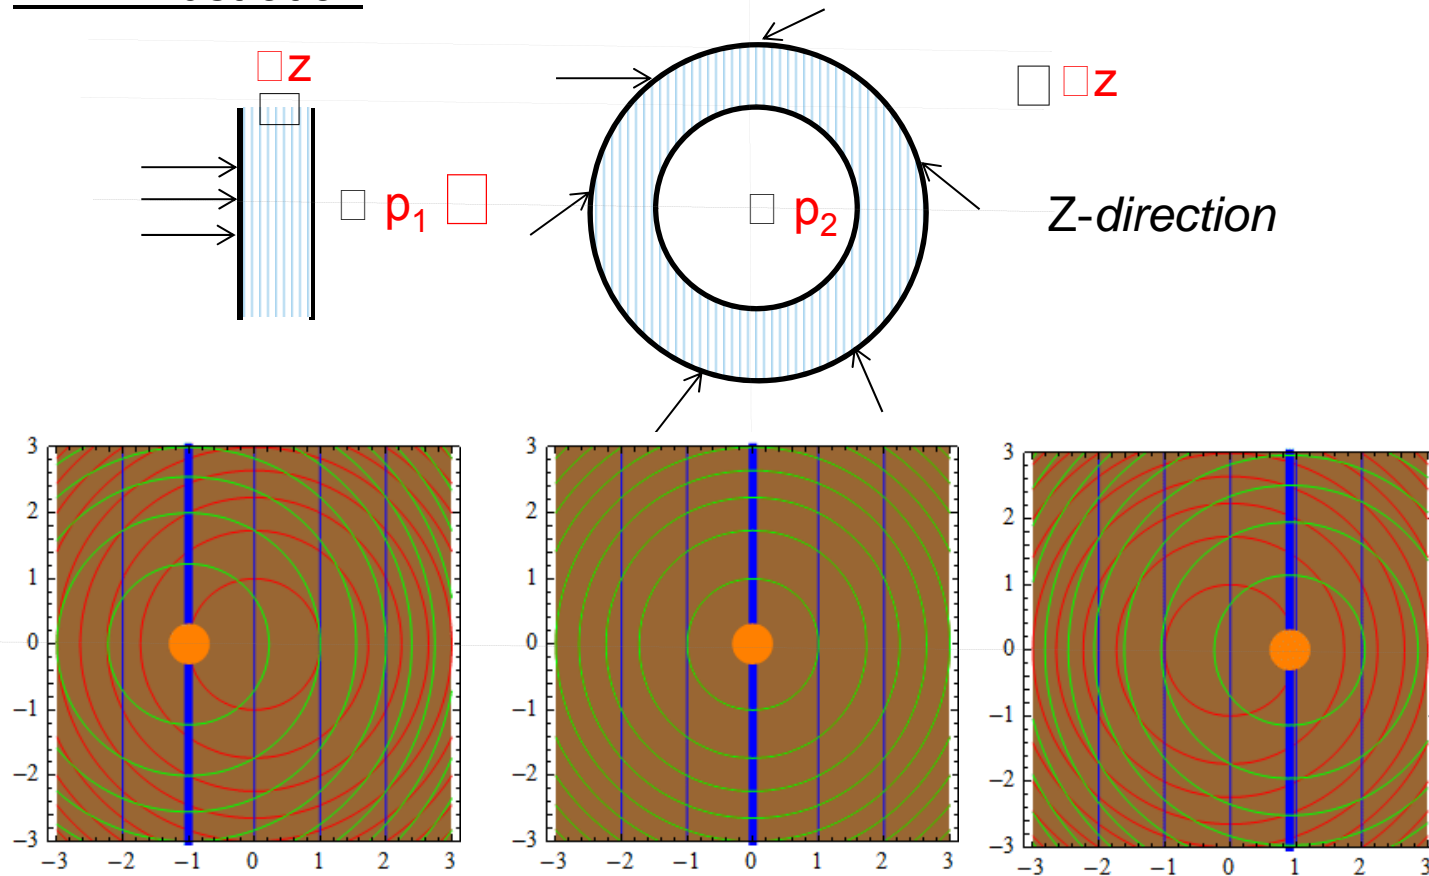 □ z
□ □ z
□ p1 □
□ p2
Z-direction
3 2 1 0 −1 −2 −3
−3 −2 −1 0 1 2 3
3 2 1 0 −1 −2 −3
−3 −2 −1 0 1 2 3
3 2 1 0 −1 −2 −3
−3 −2 −1 0 1 2 3